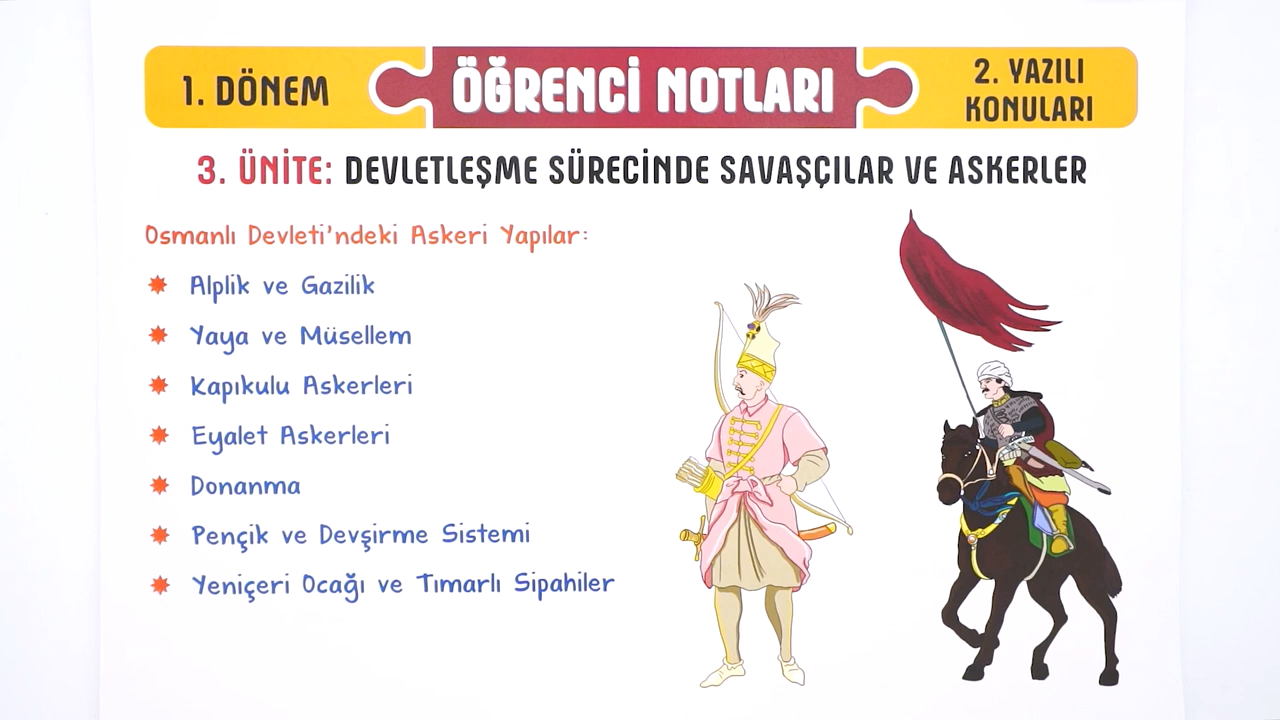 1. DÖNEM
ÖĞRENCİ NOTLARI
2. YAZILI
KONULARI
3. ÜNİTE: DEVLETLEŞME SÜRECİNDE SAVAŞÇILAR VE ASKERLER
Osmanlı Devleti'ndeki Askeri Yapılar:
Alplik ve Gazilik
Yaya ve Müsellem
Kapıkulu Askerleri
Eyalet Askerleri
Donanma
Pençik ve Devşirme Sistemi
Yeniçeri Ocağı ve Tımarlı Sipahiler